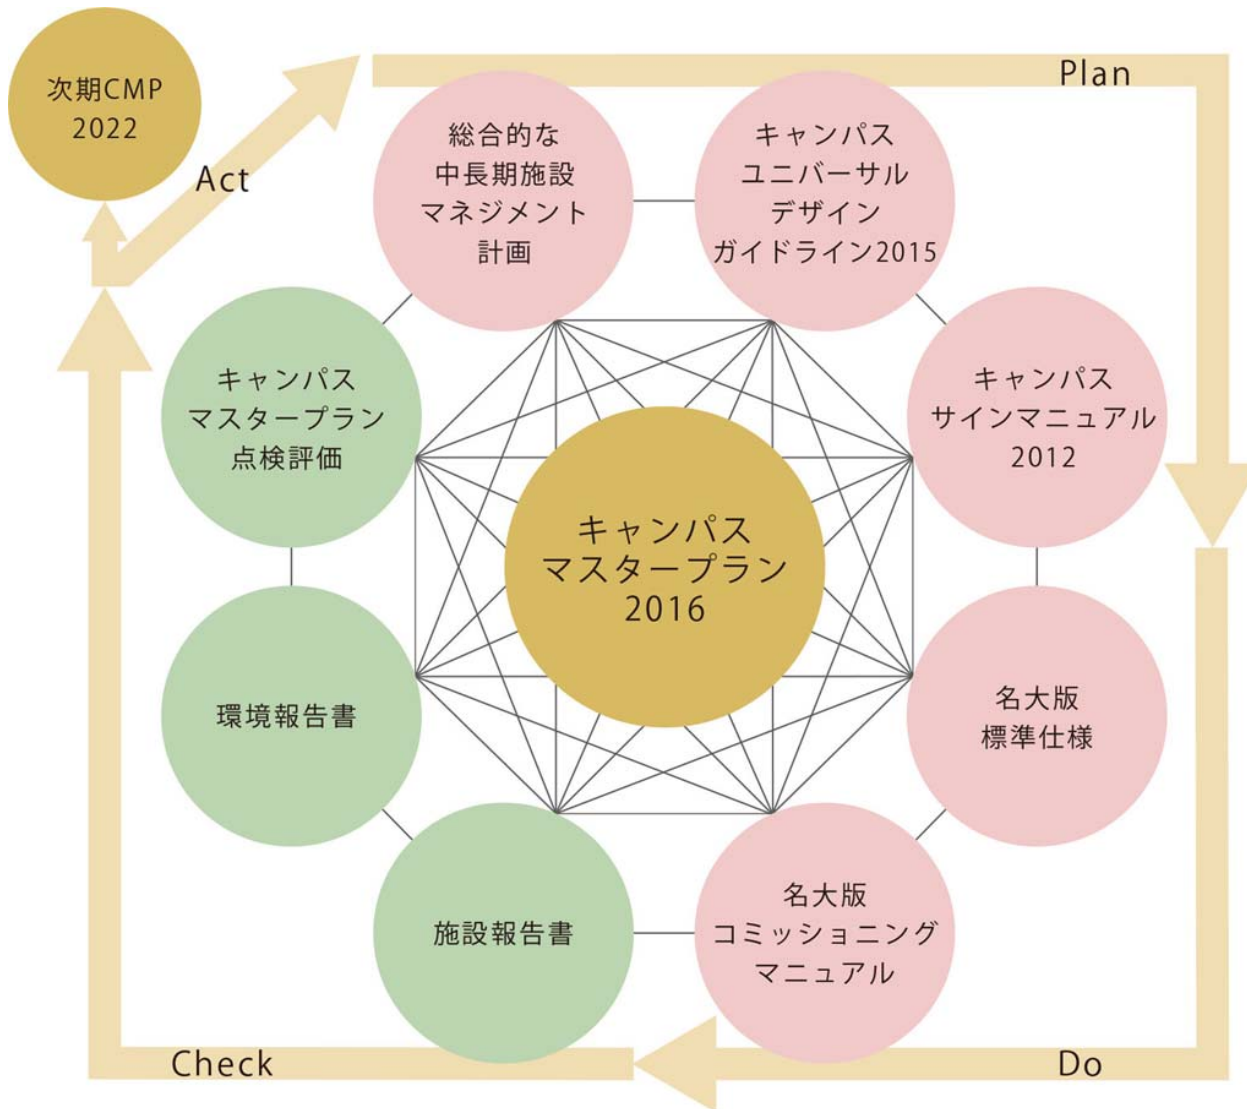 次期CMP
2022
Act
Plan
総合的な
中長期施設
マネジメント
計画
キャンパス
ユニバーサル
デザイン
ガイドライン2015
キャンパス
マスタープラン
点検評価
キャンパス
サインマニュアル
2012
キャンパス
マスタープラン
2016
環境報告書
名大版
標準仕様
施設報告書
名大版
コミッショニング
マニュアル
Check
Do